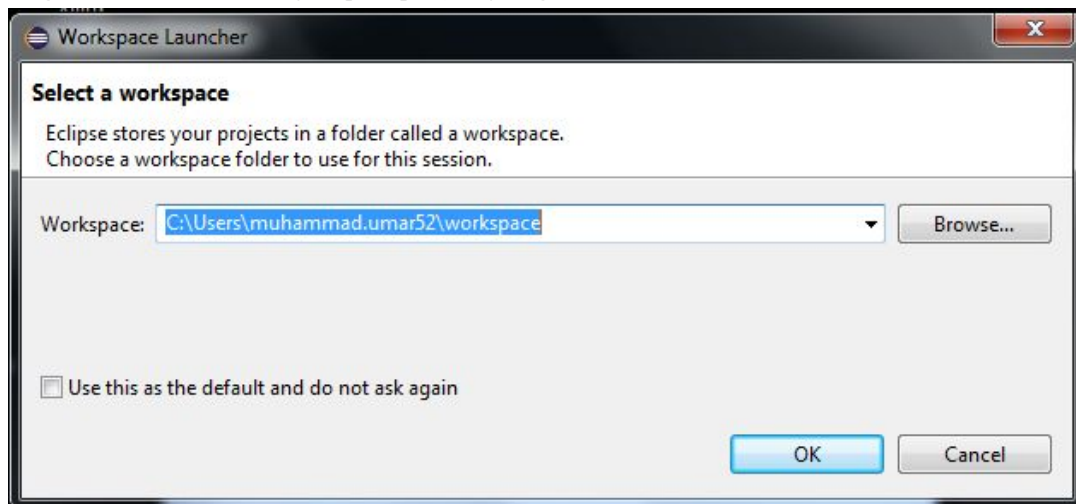 Workspace Launcher
Select a workspace
Eclipse stores your projects in a folder called a workspace.
Choose a workspace folder to use for this session.
Workspace: C:\Users\muhammad.umar52\workspace Browse...
Use this as the default and do not ask again
OK Cancel